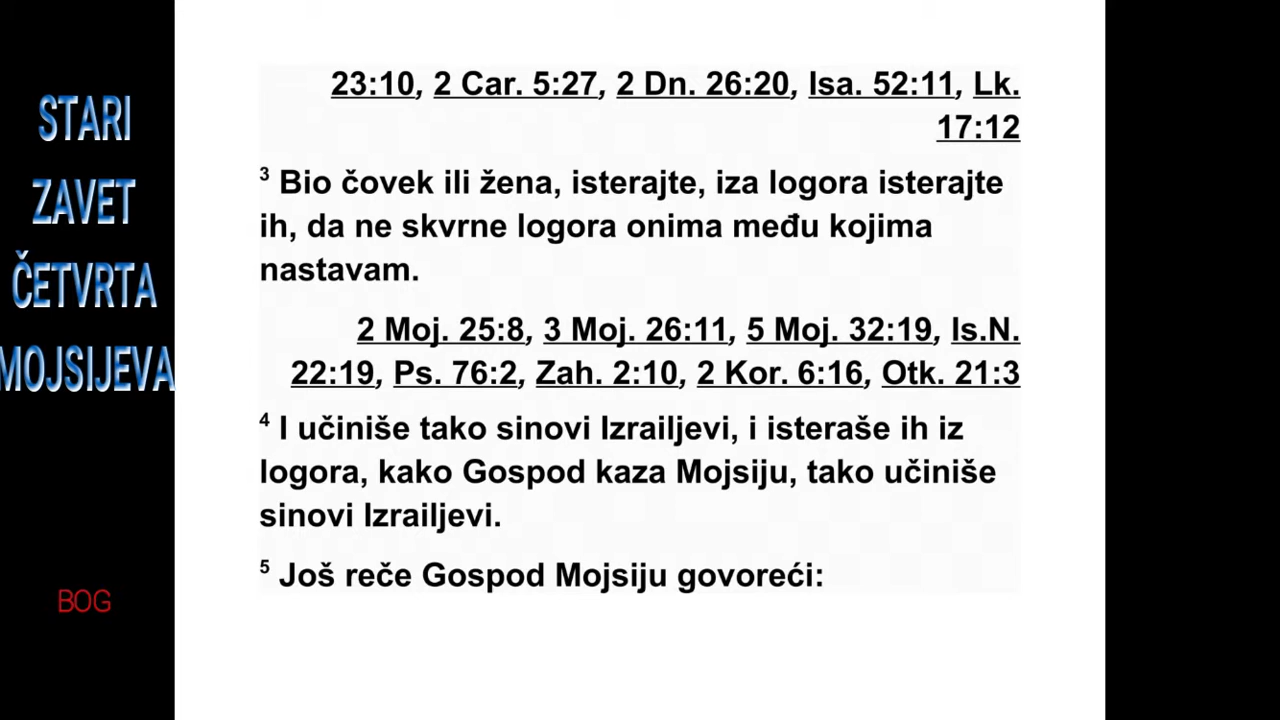 STARI
ZAVET
ČETVRTA
MOJSIJEVA
BOG
23:10, 2 Car. 5:27, 2 Dn. 26:20, Isa. 52:11, Lk.
17:12
3 Bio čovek ili žena, isterajte, iza logora isterajte
ih, da ne skvrne logora onima među kojima
nastavam.
2 Moj. 25:8, 3 Moj. 26:11, 5 Moj. 32:19, Is.N.
22:19, Ps. 76:2, Zah. 2:10, 2 Kor. 6:16, Otk. 21:3
4 I učiniše tako sinovi Izrailjevi, i isteraše ih iz
logora, kako Gospod kaza Mojsiju, tako učiniše
sinovi Izrailjevi.
5 Još reče Gospod Mojsiju govoreći: